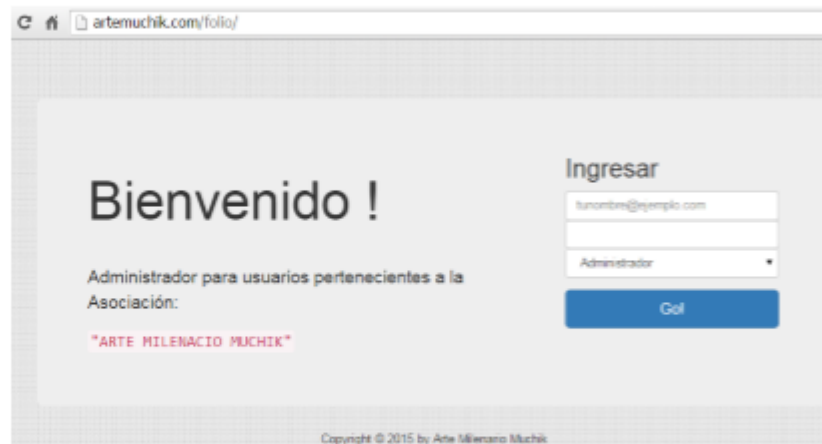 artemuchik.com/folio/
Bienvenido !
Administrador para usuarios pertenecientes a la
Asociación:
"ARTE MILENACIO MUCHIK"
Ingresar
tunombre@ejemplo.com
Administrador
Go!
Copyright © 2015 by Arte Milenario Muchik